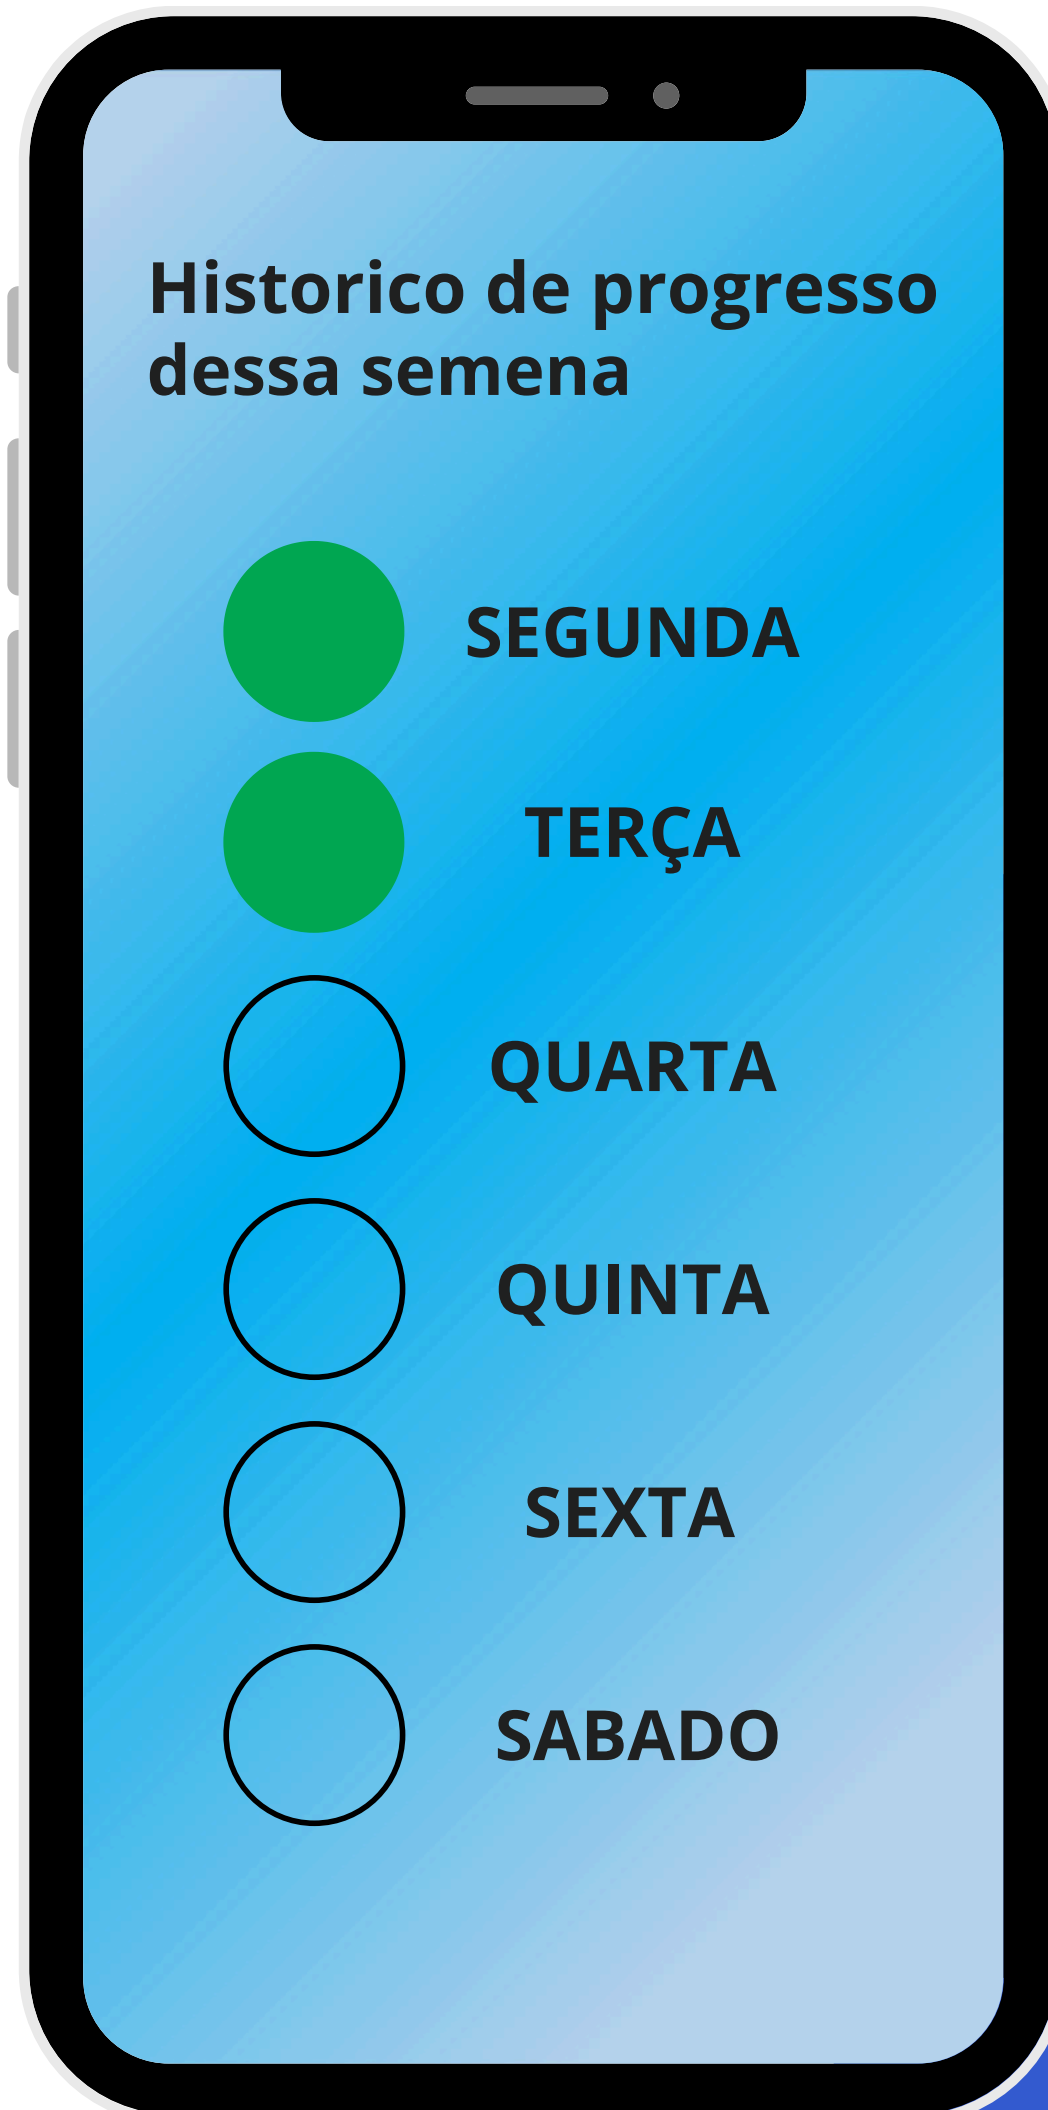 Historico de progresso
dessa semena
SEGUNDA
TERÇA
QUARTA
QUINTA
SEXTA
SABADO